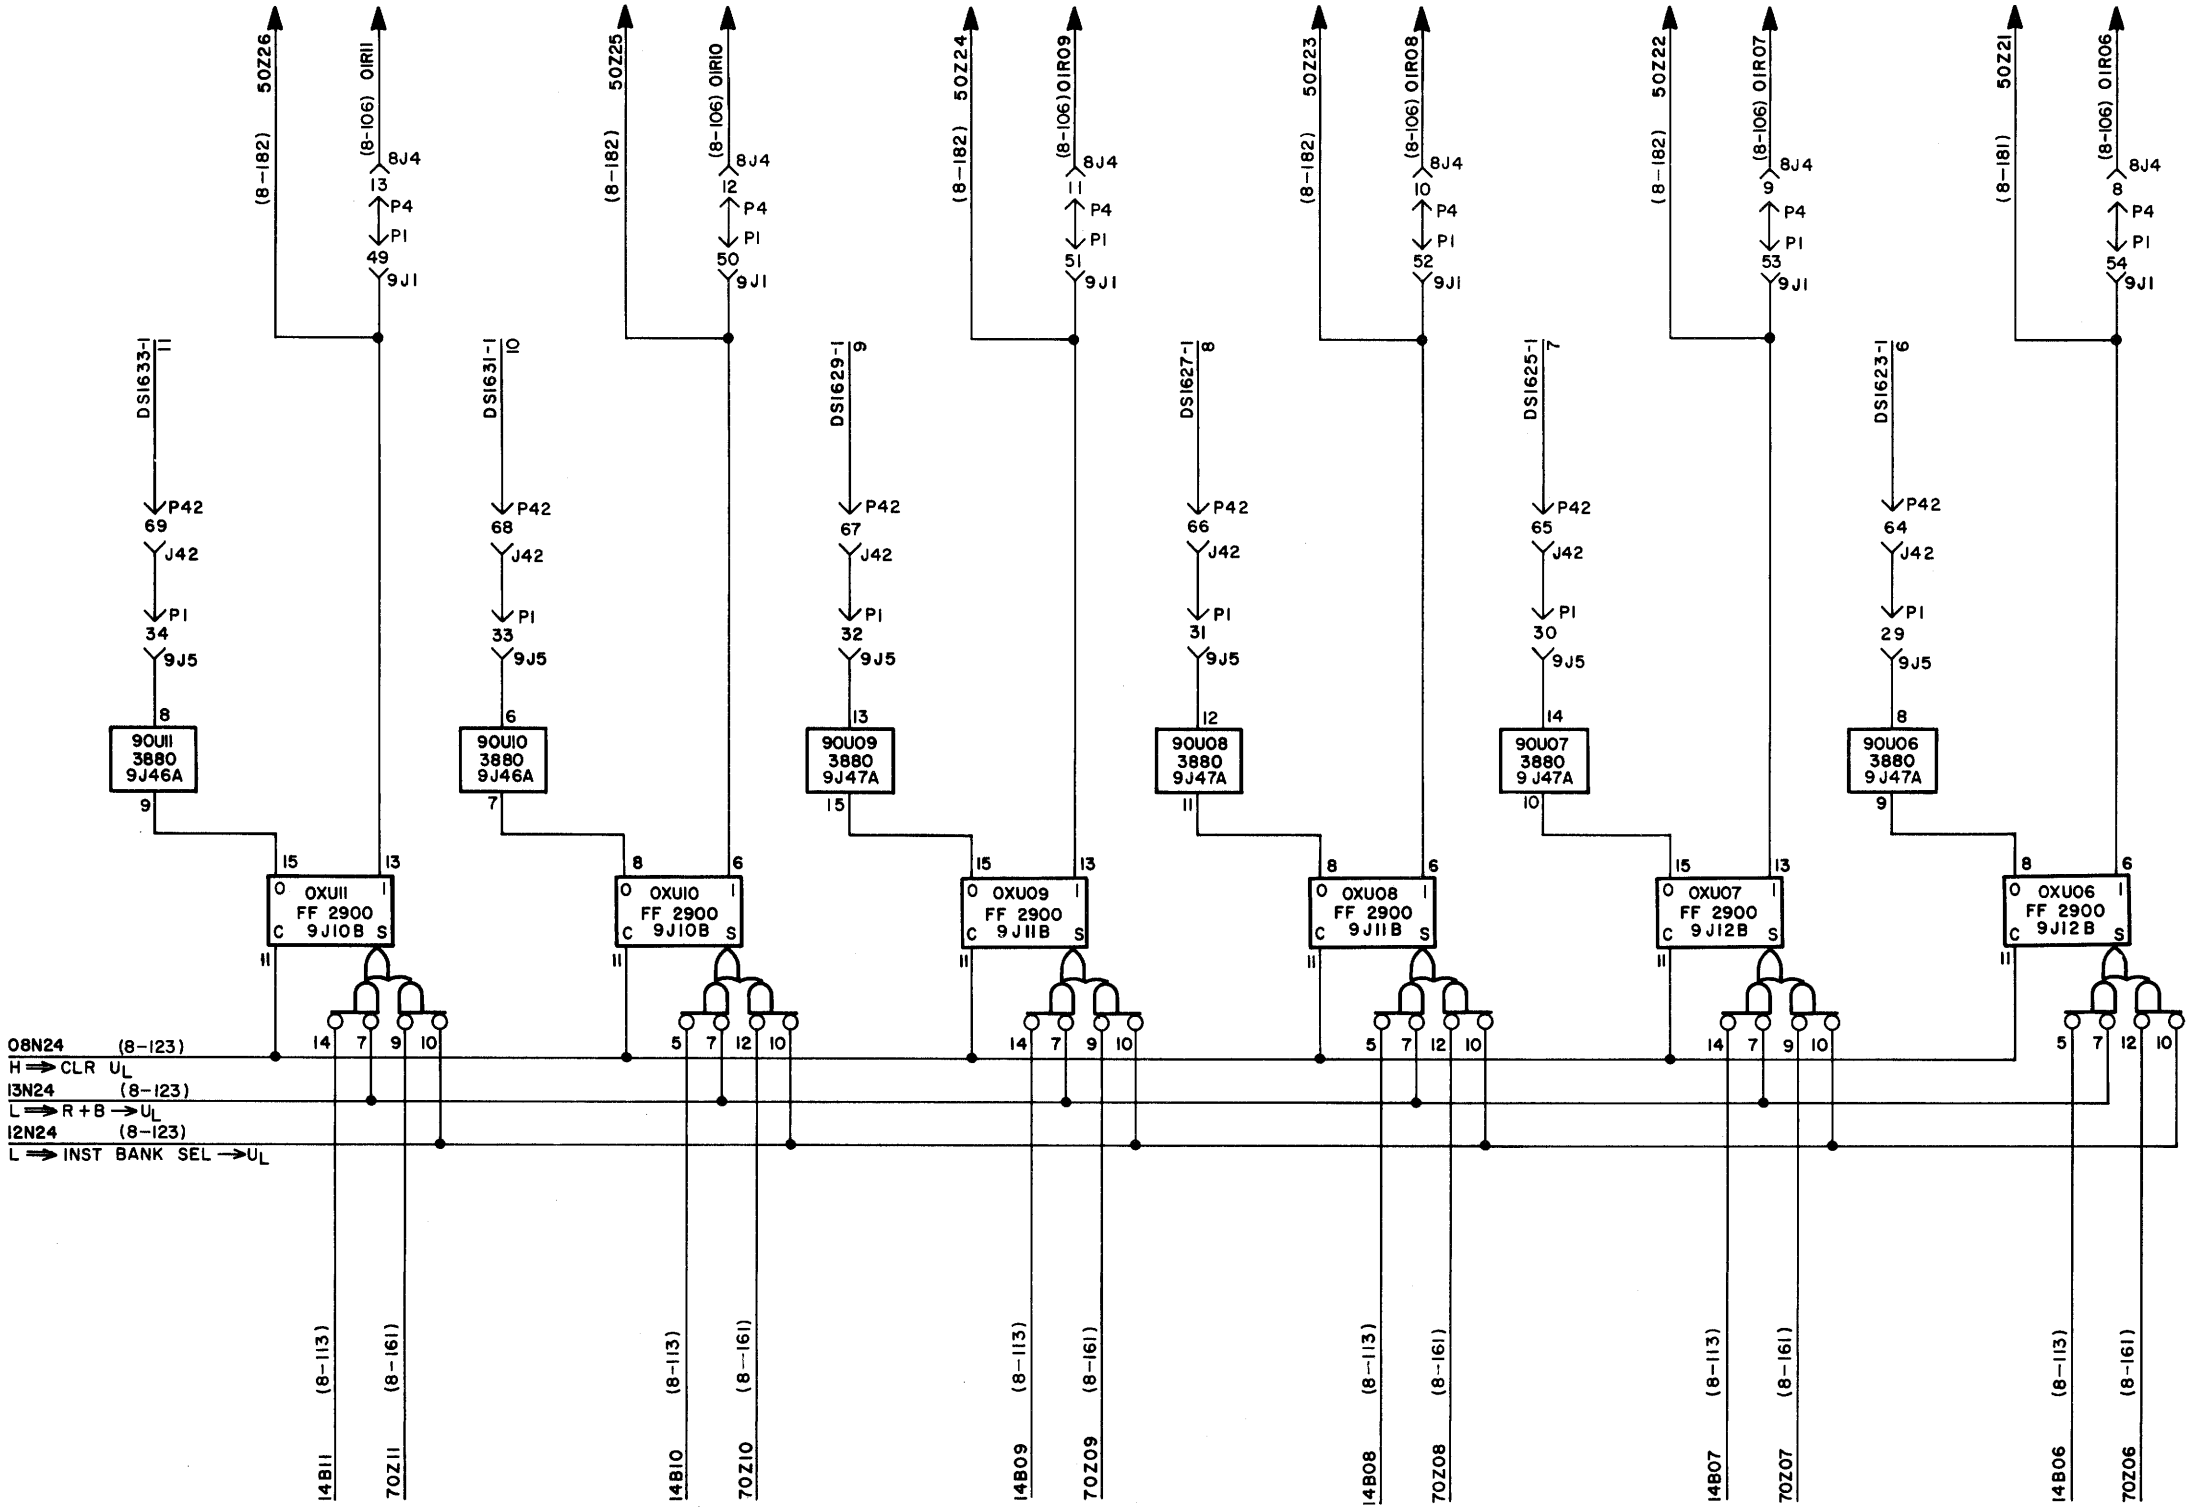 50Z26
(8-182)
(8-106) 01R11
8J4
13
P4
P1
49
9J1
DS1633-1
11
P42
69
J42
P1
34
9J5
8
90U11
3880
9J46A
9
15
13
0 1
0XU11
FF 2900
C 9J10B S
11
14 7 9 10
(8-113)
14B11
(8-161)
70Z11
50Z25
(8-182)
(8-106) 01R10
8J4
12
P4
P1
50
9J1
DS1631-1
10
P42
68
J42
P1
33
9J5
6
90U10
3880
9J46A
7
8
6
0 1
0XU10
FF 2900
C 9J10B S
11
5 7 12 10
(8-113)
14B10
(8-161)
70Z10
50Z24
(8-182)
(8-106) 01R09
8J4
11
P4
P1
51
9J1
DS1629-1
9
P42
67
J42
P1
32
9J5
13
90U09
3880
9J47A
15
15
13
0 1
0XU09
FF 2900
C 9J11B S
11
14 7 9 10
(8-113)
14B09
(8-161)
70Z09
50Z23
(8-182)
(8-106) 01R08
8J4
10
P4
P1
52
9J1
DS1627-1
8
P42
66
J42
P1
31
9J5
12
90U08
3880
9J47A
11
8
6
0 1
0XU08
FF 2900
C 9J11B S
11
5 7 12 10
(8-113)
14B08
(8-161)
70Z08
50Z22
(8-182)
(8-106) 01R07
8J4
9
P4
P1
53
9J1
DS1625-1
7
P42
65
J42
P1
30
9J5
14
90U07
3880
9J47A
10
15
13
0 1
0XU07
FF 2900
C 9J12B S
11
14 7 9 10
(8-113)
14B07
(8-161)
70Z07
50Z21
(8-181)
(8-106) 01R06
8J4
8
P4
P1
54
9J1
DS1623-1
6
P42
64
J42
P1
29
9J5
8
90U06
3880
9J47A
9
8
6
0 1
0XU06
FF 2900
C 9J12B S
11
5 7 12 10
(8-113)
14B06
(8-161)
70Z06
08N24 (8-123)
H ⇒ CLR UL
13N24 (8-123)
L ⇒ R + B → UL
12N24 (8-123)
L ⇒ INST BANK SEL → UL